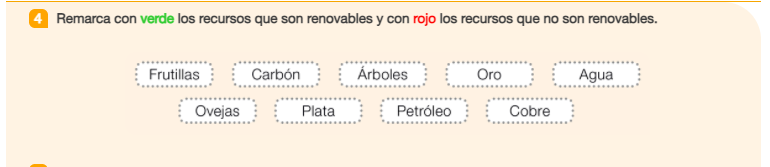 4 Remarca con verde los recursos que son renovables y con rojo los recursos que no son renovables.
Frutillas Carbón Árboles Oro Agua
Ovejas Plata Petróleo Cobre